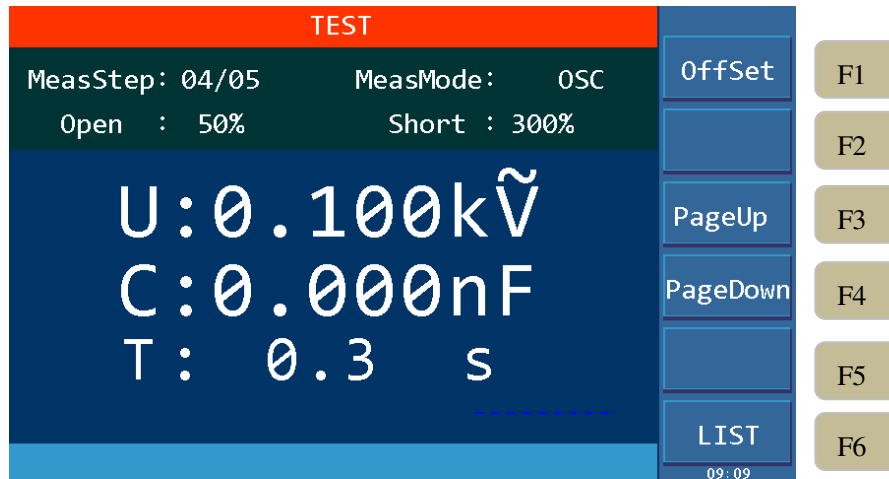 TEST
MeasStep: 04/05 MeasMode: OSC
Open : 50% Short : 300%
U:0.100kṼ
C:0.000nF
T: 0.3 s
---------
OffSet
PageUp
PageDown
LIST
09:09
F1
F2
F3
F4
F5
F6